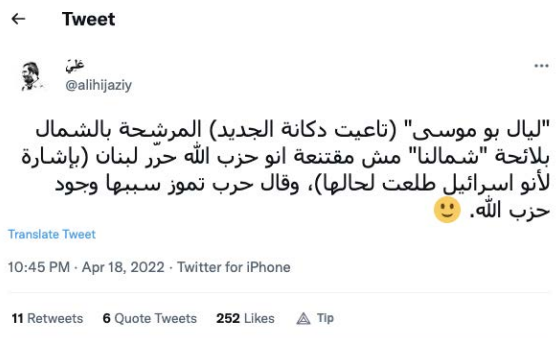 Tweet
عَليّ
@alihijaziy
"ليال بو موسى" (تاعيت دكانة الجديد) المرشحة بالشمال
بلائحة "شمالنا" مش مقتنعة انو حزب الله حرّر لبنان (بإشارة
لأنو اسرائيل طلعت لحالها)، وقال حرب تموز سببها وجود
حزب الله. 🙂
Translate Tweet
10:45 PM · Apr 18, 2022 · Twitter for iPhone
11 Retweets 6 Quote Tweets 252 Likes Tip